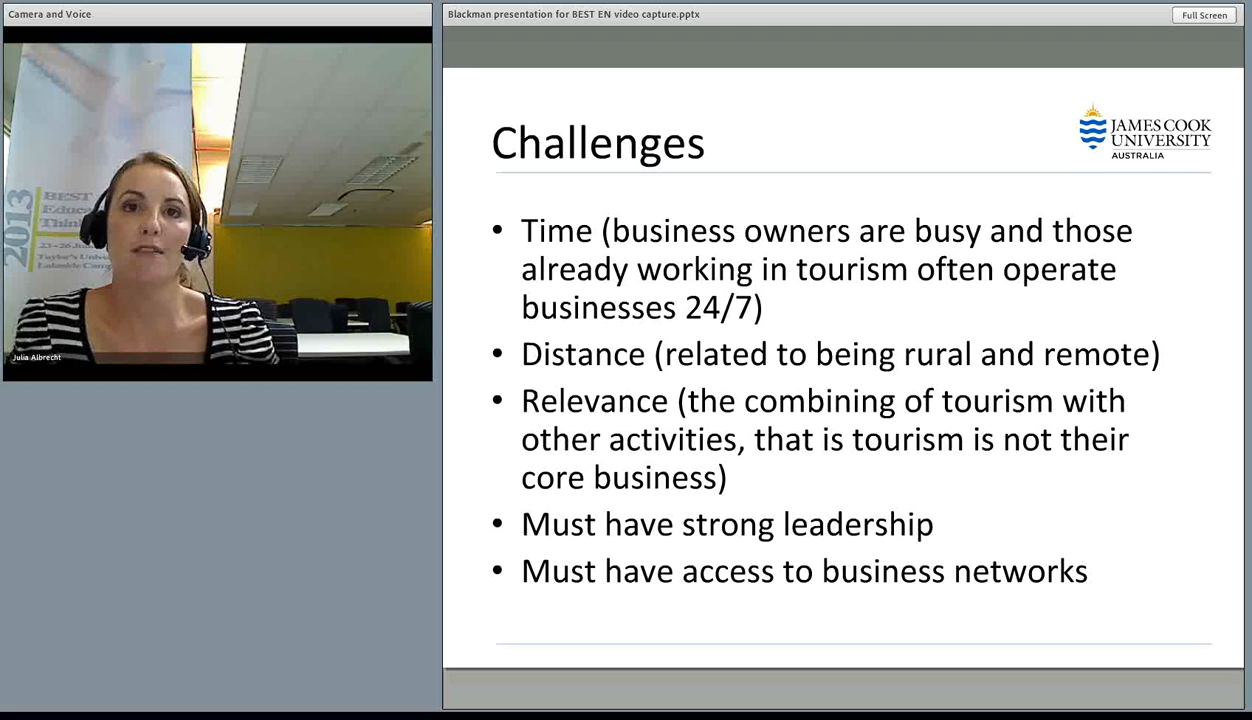 Camera and Voice
2013
BEST
Educa
Think
Julia Albrecht
Blackman presentation for BEST EN video capture.pptx
Full Screen
Challenges
JAMES COOK
UNIVERSITY
AUSTRALIA
• Time (business owners are busy and those
already working in tourism often operate
businesses 24/7)
• Distance (related to being rural and remote)
• Relevance (the combining of tourism with
other activities, that is tourism is not their
core business)
• Must have strong leadership
• Must have access to business networks